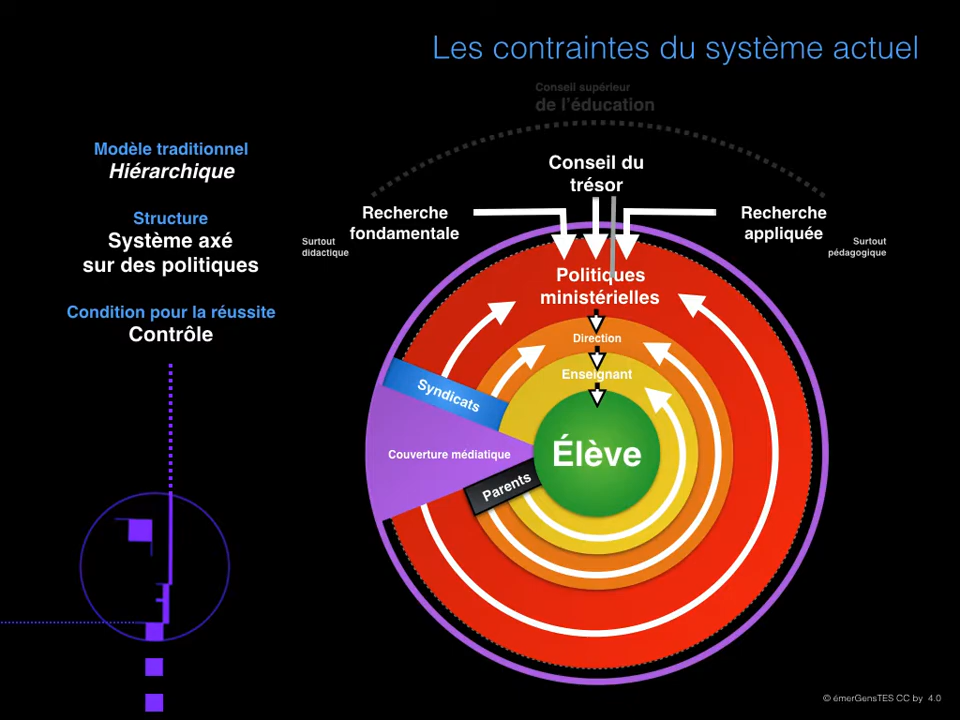 Les contraintes du système actuel
Conseil supérieur
de l'éducation
Modèle traditionnel
Hiérarchique
Structure
Système axé
sur des politiques
Condition pour la réussite
Contrôle
Conseil du
trésor
Recherche
fondamentale
Surtout
didactique
Recherche
appliquée
Surtout
pédagogique
Politiques
ministérielles
Direction
Enseignant
Syndicats
Couverture médiatique
Élève
Parents
© émerGensTES CC by 4.0